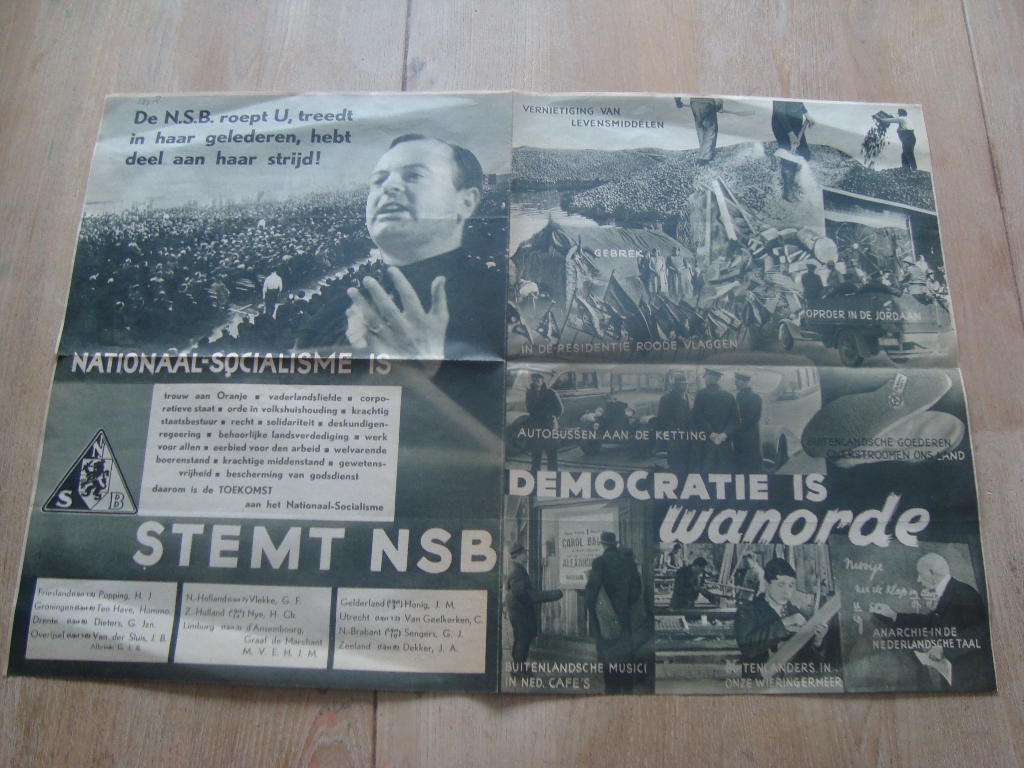 De N.S.B. roept U, treedt
in haar gelederen, hebt
deel aan haar strijd!
NATIONAAL-SOCIALISME IS
trouw aan Oranje ▪ vaderlandsliefde ▪ corpo-
ratieve staat ▪ orde in volkshuishouding ▪ krachtig
staatsbestuur ▪ recht ▪ solidariteit ▪ deskundigen-
regeering ▪ behoorlijke landsverdediging ▪ werk
voor allen ▪ eerbied voor den arbeid ▪ welvarende
boerenstand ▪ krachtige middenstand ▪ gewetens-
vrijheid ▪ bescherming van godsdienst
daarom is de TOEKOMST
aan het Nationaal-Socialisme
N
S B
STEMT NSB
Friesland Popping, H. J.
Groningen Ten Have, Homme
Drente Dieters, G. Jzn.
Overijsel Van der Sluis, J. B.
N.-Holland Vlekke, G. F.
Z.-Holland Nye, H. Ch.
Limburg d'Ansembourg,
Graaf de Marchant
M. V. E. H. J. M.
Gelderland Honig, J. M.
Utrecht Van Geelkerken, C.
N.-Brabant Sengers, G. J.
Zeeland Dekker, J. A.
VERNIETIGING VAN
LEVENSMIDDELEN
GEBREK
OPROER IN DE JORDAAN
IN DE RESIDENTIE ROODE VLAGGEN
AUTOBUSSEN AAN DE KETTING
BUITENLANDSCHE GOEDEREN
OVERSTROOMEN ONS LAND
DEMOCRATIE IS
wanorde
CAROL
BUITENLANDSCHE MUSICI
IN NED. CAFE'S
BUITENLANDERS IN
ONZE WIERINGERMEER
ANARCHIE IN DE
NEDERLANDSCHE TAAL